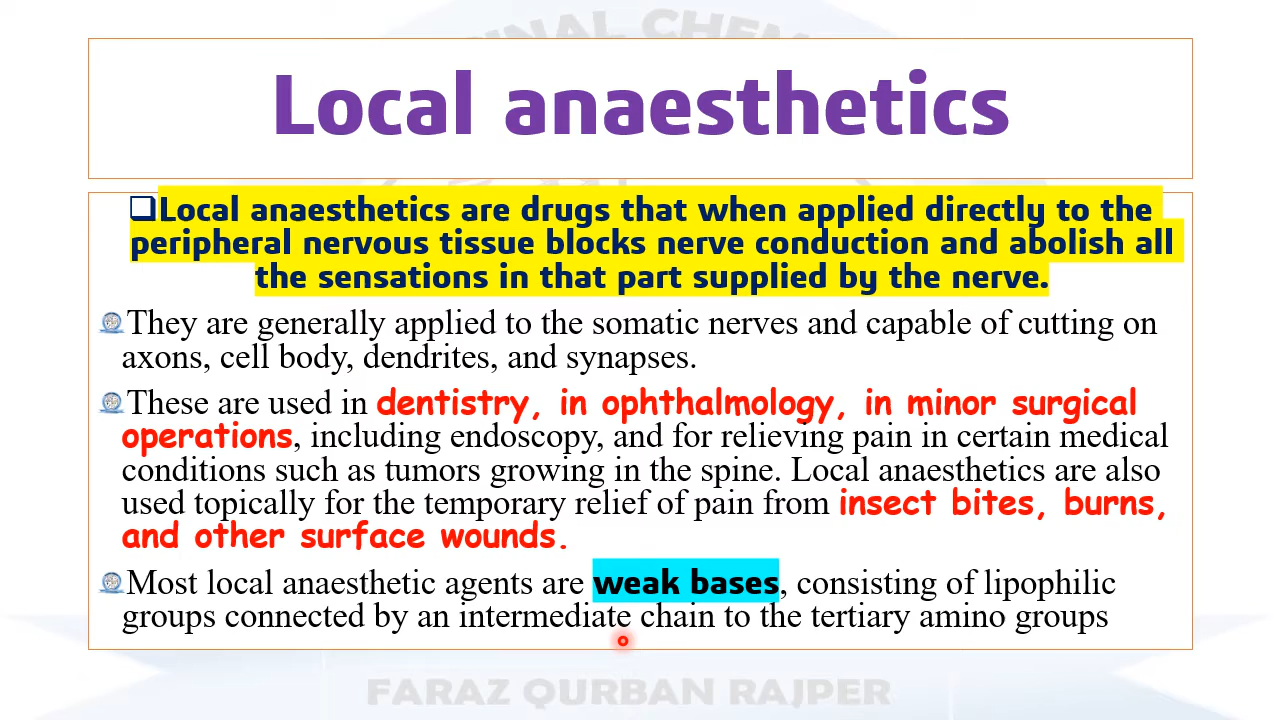 Local anaesthetics
❑Local anaesthetics are drugs that when applied directly to the
peripheral nervous tissue blocks nerve conduction and abolish all
the sensations in that part supplied by the nerve.
They are generally applied to the somatic nerves and capable of cutting on
axons, cell body, dendrites, and synapses.
These are used in dentistry, in ophthalmology, in minor surgical
operations, including endoscopy, and for relieving pain in certain medical
conditions such as tumors growing in the spine. Local anaesthetics are also
used topically for the temporary relief of pain from insect bites, burns,
and other surface wounds.
Most local anaesthetic agents are weak bases, consisting of lipophilic
groups connected by an intermediate chain to the tertiary amino groups
FARAZ QURBAN RAJPER